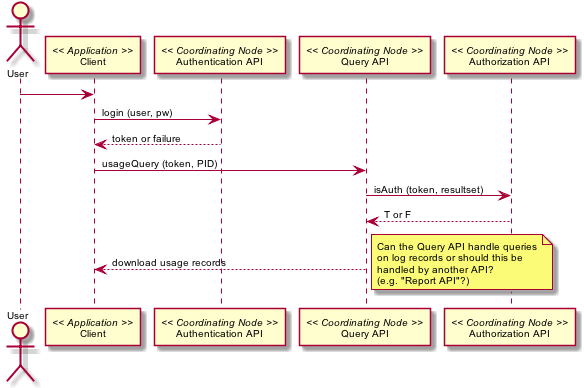 << Application >>
Client
<< Coordinating Node >>
Authentication API
<< Coordinating Node >>
Query API
<< Coordinating Node >>
Authorization API
User
login (user, pw)
token or failure
usageQuery (token, PID)
isAuth (token, resultset)
T or F
Can the Query API handle queries
on log records or should this be
handled by another API?
(e.g. "Report API"?)
download usage records
User
<< Application >>
Client
<< Coordinating Node >>
Authentication API
<< Coordinating Node >>
Query API
<< Coordinating Node >>
Authorization API